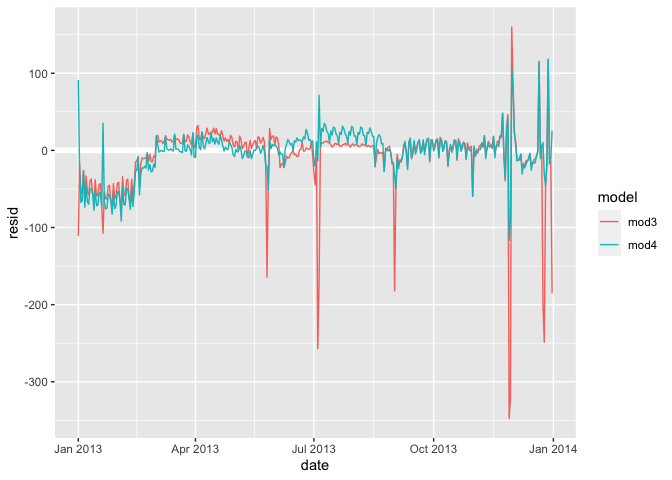 100
0
-100
-200
-300
resid
Jan 2013
Apr 2013
Jul 2013
Oct 2013
Jan 2014
date
model
mod3
mod4